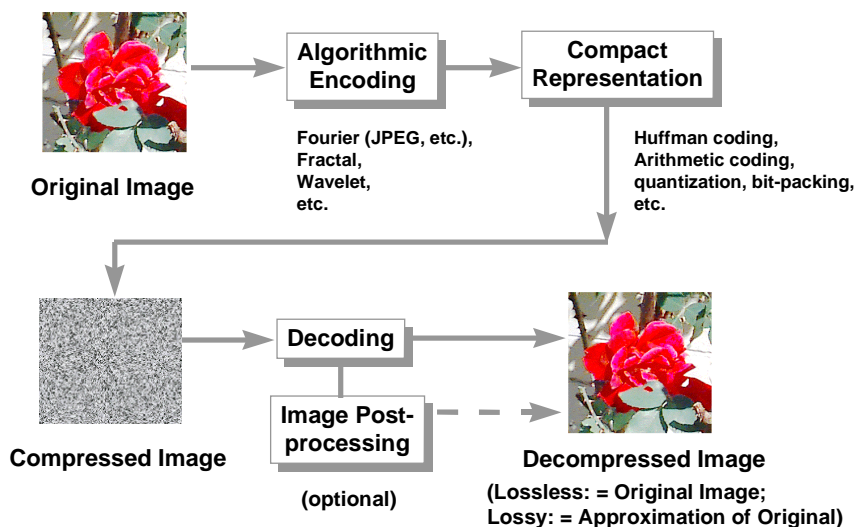 Algorithmic
Encoding
Compact
Representation
Original Image
Fourier (JPEG, etc.),
Fractal,
Wavelet,
etc.
Huffman coding,
Arithmetic coding,
quantization, bit-packing,
etc.
Decoding
Image Post-
processing
(optional)
Compressed Image
Decompressed Image
(Lossless: = Original Image;
Lossy: = Approximation of Original)